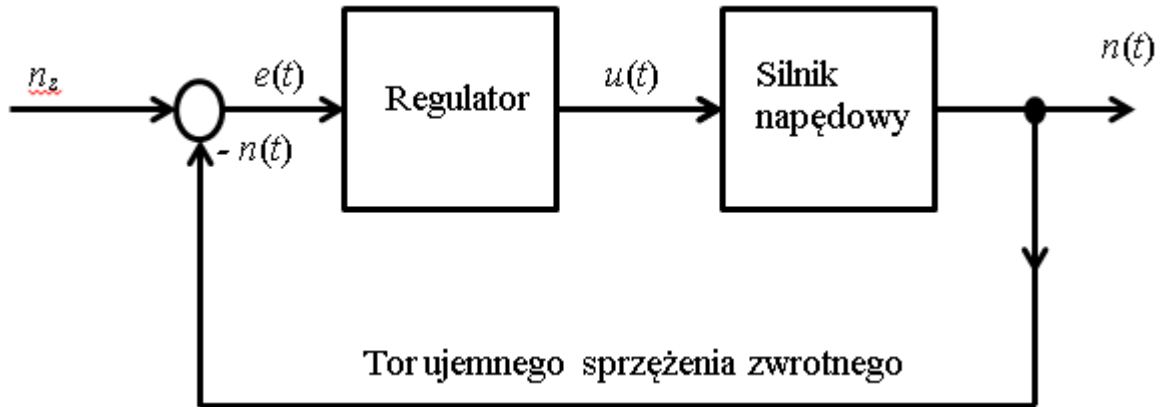 n_z
e(t)
- n(t)
Regulator
u(t)
Silnik
napędowy
n(t)
Tor ujemnego sprzężenia zwrotnego